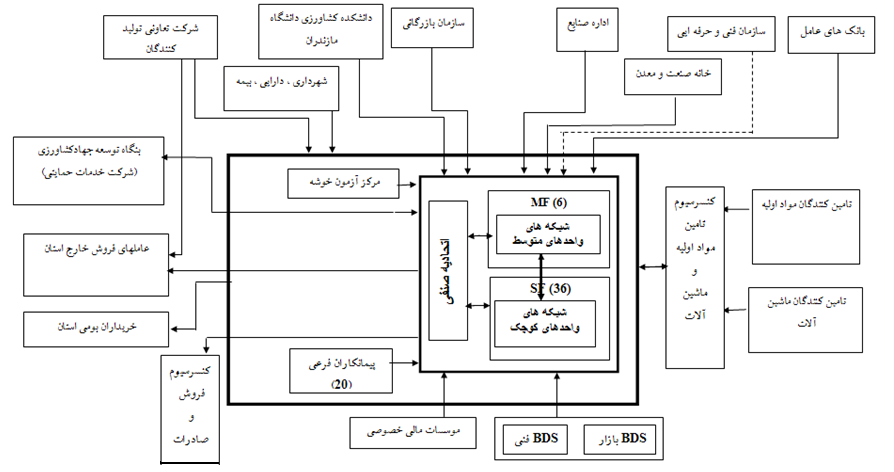 شرکت تعاونی تولید
کنندگان
دانشکده کشاورزی دانشگاه
مازندران
سازمان بازرگانی
اداره صنایع
سازمان فنی و حرفه ایی
بانک های عامل
شهرداری ، دارایی ، بیمه
خانه صنعت و معدن
بنگاه توسعه جهادکشاورزی
(شرکت خدمات حمایتی)
مرکز آزمون خوشه
MF (6)
شبکه های
واحدهای متوسط
اتحادیه صنفی
SF (36)
شبکه های
واحدهای کوچک
کنسرسیوم
تامین
مواد اولیه
و
ماشین
آلات
تامین کنندگان مواد اولیه
تامین کنندگان ماشین
آلات
عاملهای فروش خارج استان
خریداران بومی استان
کنسرسیوم
فروش
و
صادرات
پیمانکاران فرعی
(20)
موسسات مالی خصوصی
BDS فنی
BDS بازار